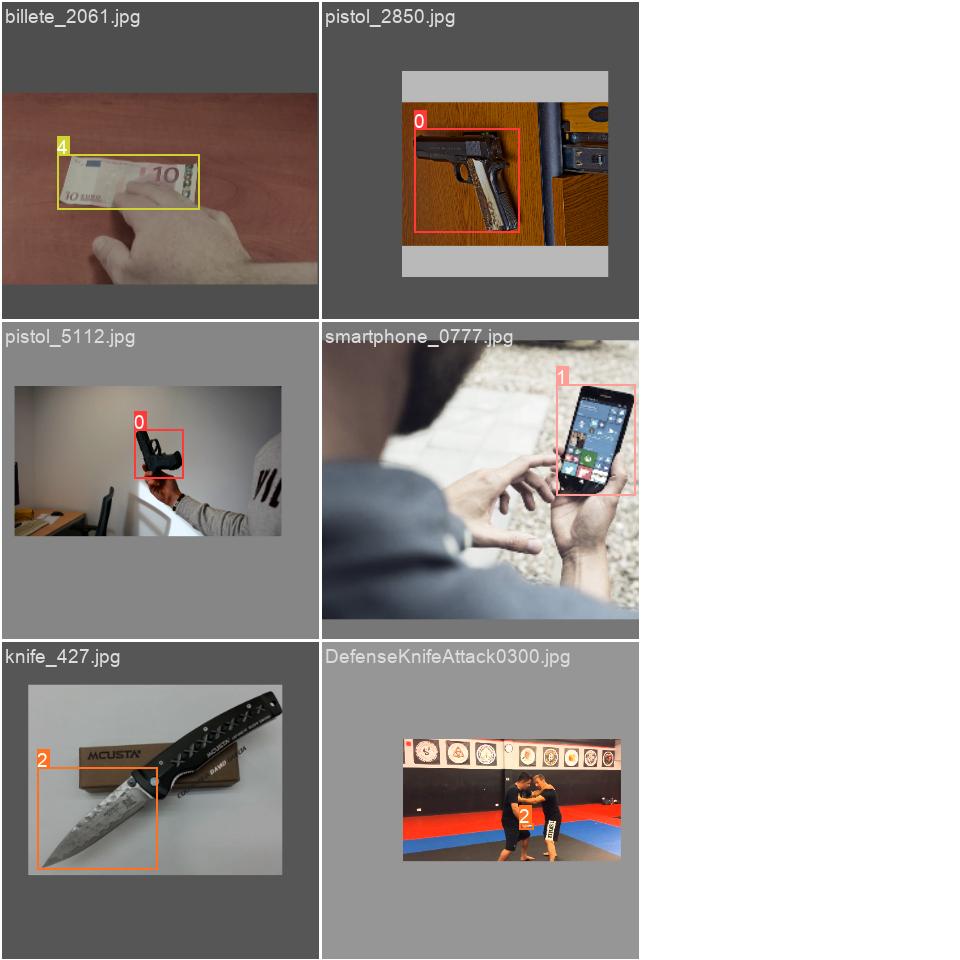 billete_2061.jpg
pistol_2850.jpg
4
10
10 EURO
0
pistol_5112.jpg
smartphone_0777.jpg
0
1
knife_427.jpg
DefenseKnifeAttack0300.jpg
2
MCUSTA
MCUSTA
2